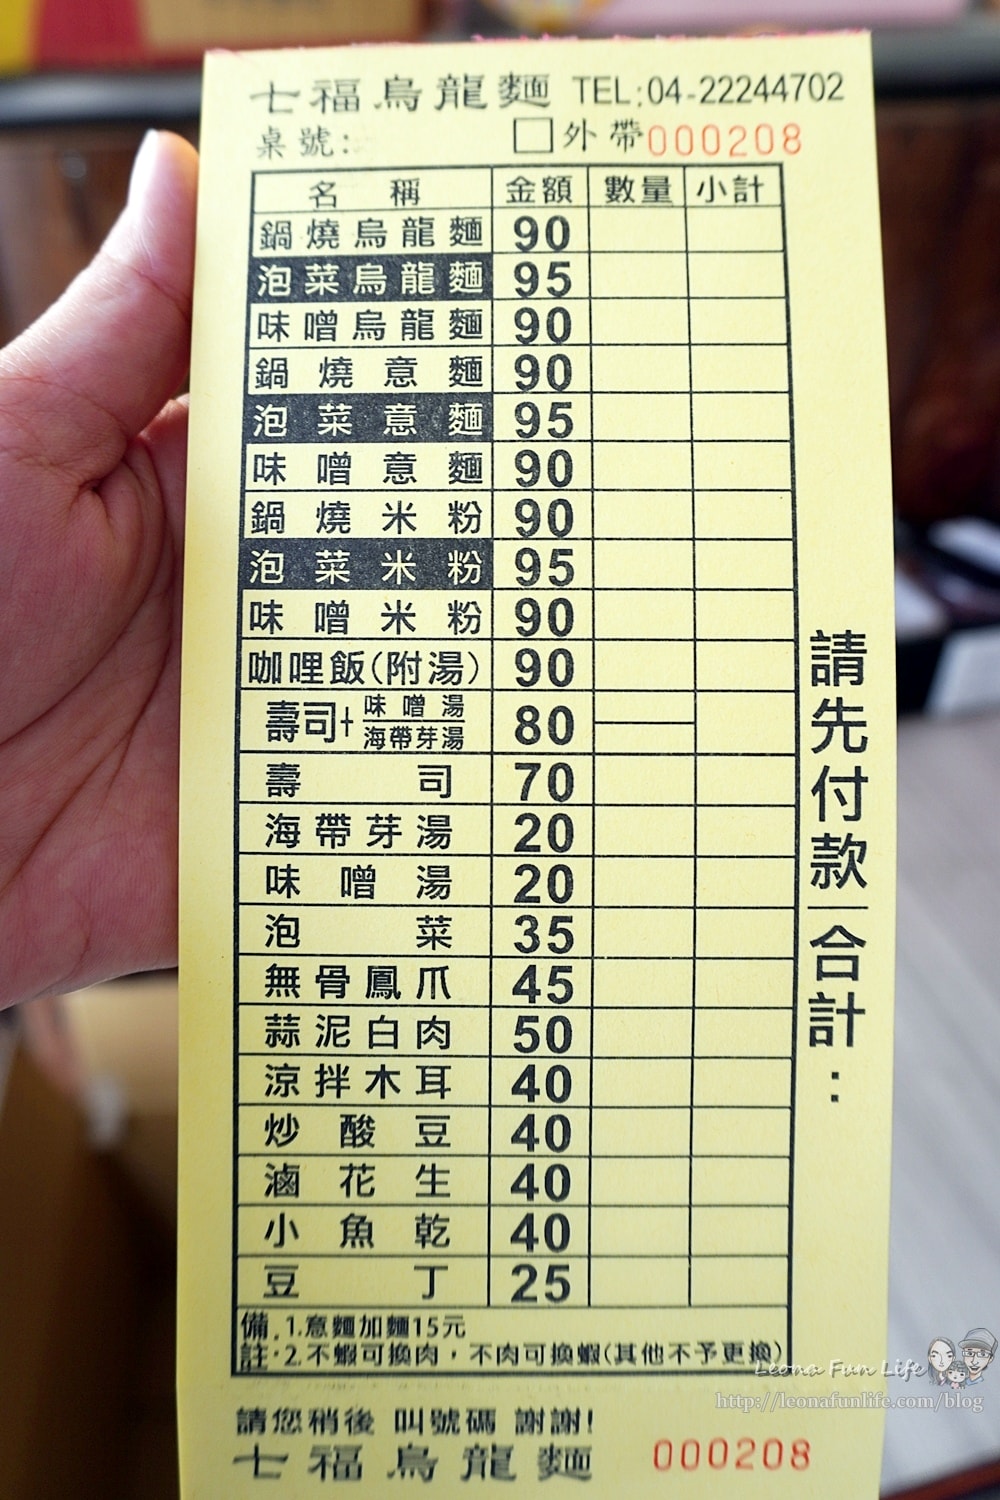 七福烏龍麵 TEL:04-22244702
桌號: □外帶000208
名稱 金額 數量 小計
鍋燒烏龍麵 90
泡菜烏龍麵 95
味噌烏龍麵 90
鍋燒意麵 90
泡菜意麵 95
味噌意麵 90
鍋燒米粉 90
泡菜米粉 95
味噌米粉 90
咖哩飯(附湯) 90
壽司+味噌湯 海帶芽湯 80
壽司 70
海帶芽湯 20
味噌湯 20
泡菜 35
無骨鳳爪 45
蒜泥白肉 50
涼拌木耳 40
炒酸豆 40
滷花生 40
小魚乾 40
豆丁 25
備註:1.意麵加麵15元
2.不蝦可換肉，不肉可換蝦(其他不予更換)
請先付款 合計:
請您稍後 叫號碼 謝謝!
七福烏龍麵 000208
Leona Fun Life
http://leonafunlife.com/blog